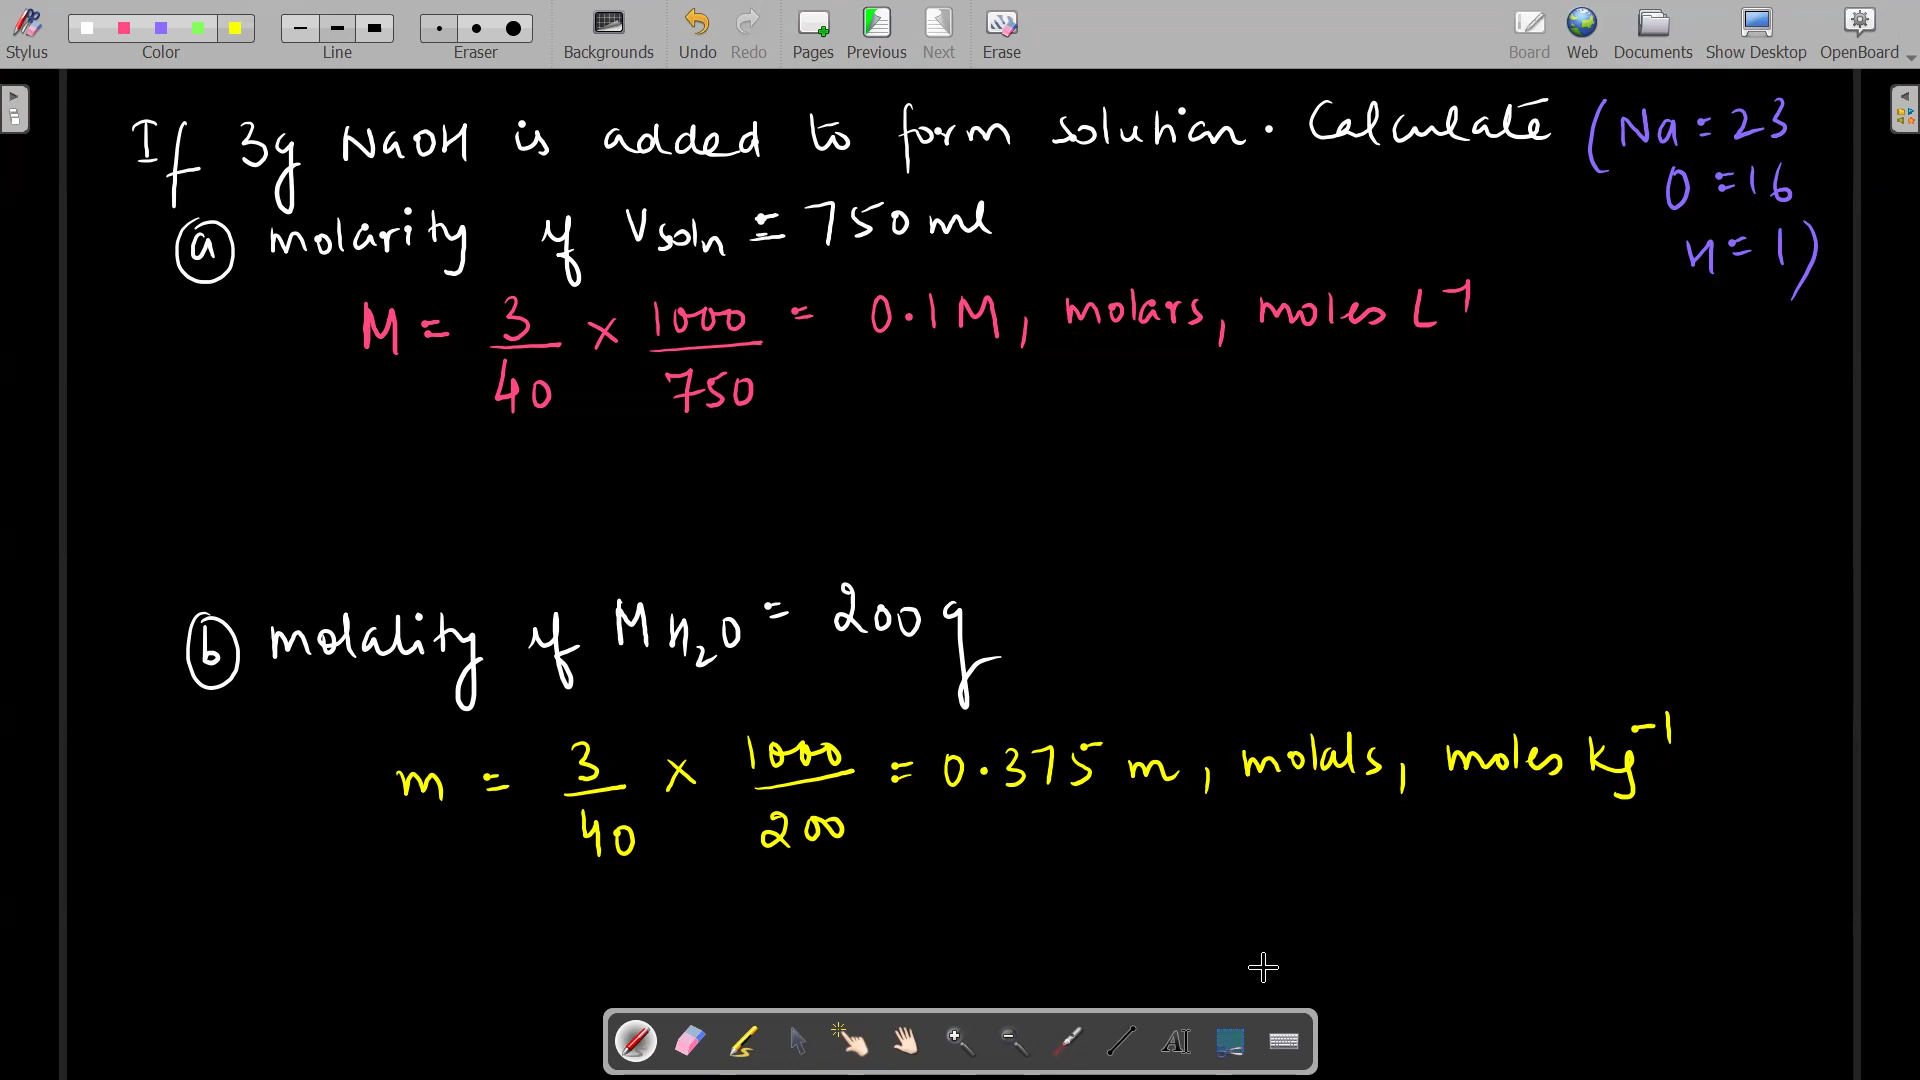 Stylus Color Line Eraser Backgrounds Undo Redo Pages Previous Next Erase Board Web Documents Show Desktop OpenBoard
If 3g NaOH is added to form solution. Calculate (Na = 23
O = 16
H = 1)
(a) molarity if Vsoln = 750 ml
M = 3/40 × 1000/750 = 0.1 M, molars, moles L⁻¹
(b) molality if MH₂O = 200 g
m = 3/40 × 1000/200 = 0.375 m, molals, moles kg⁻¹
AI